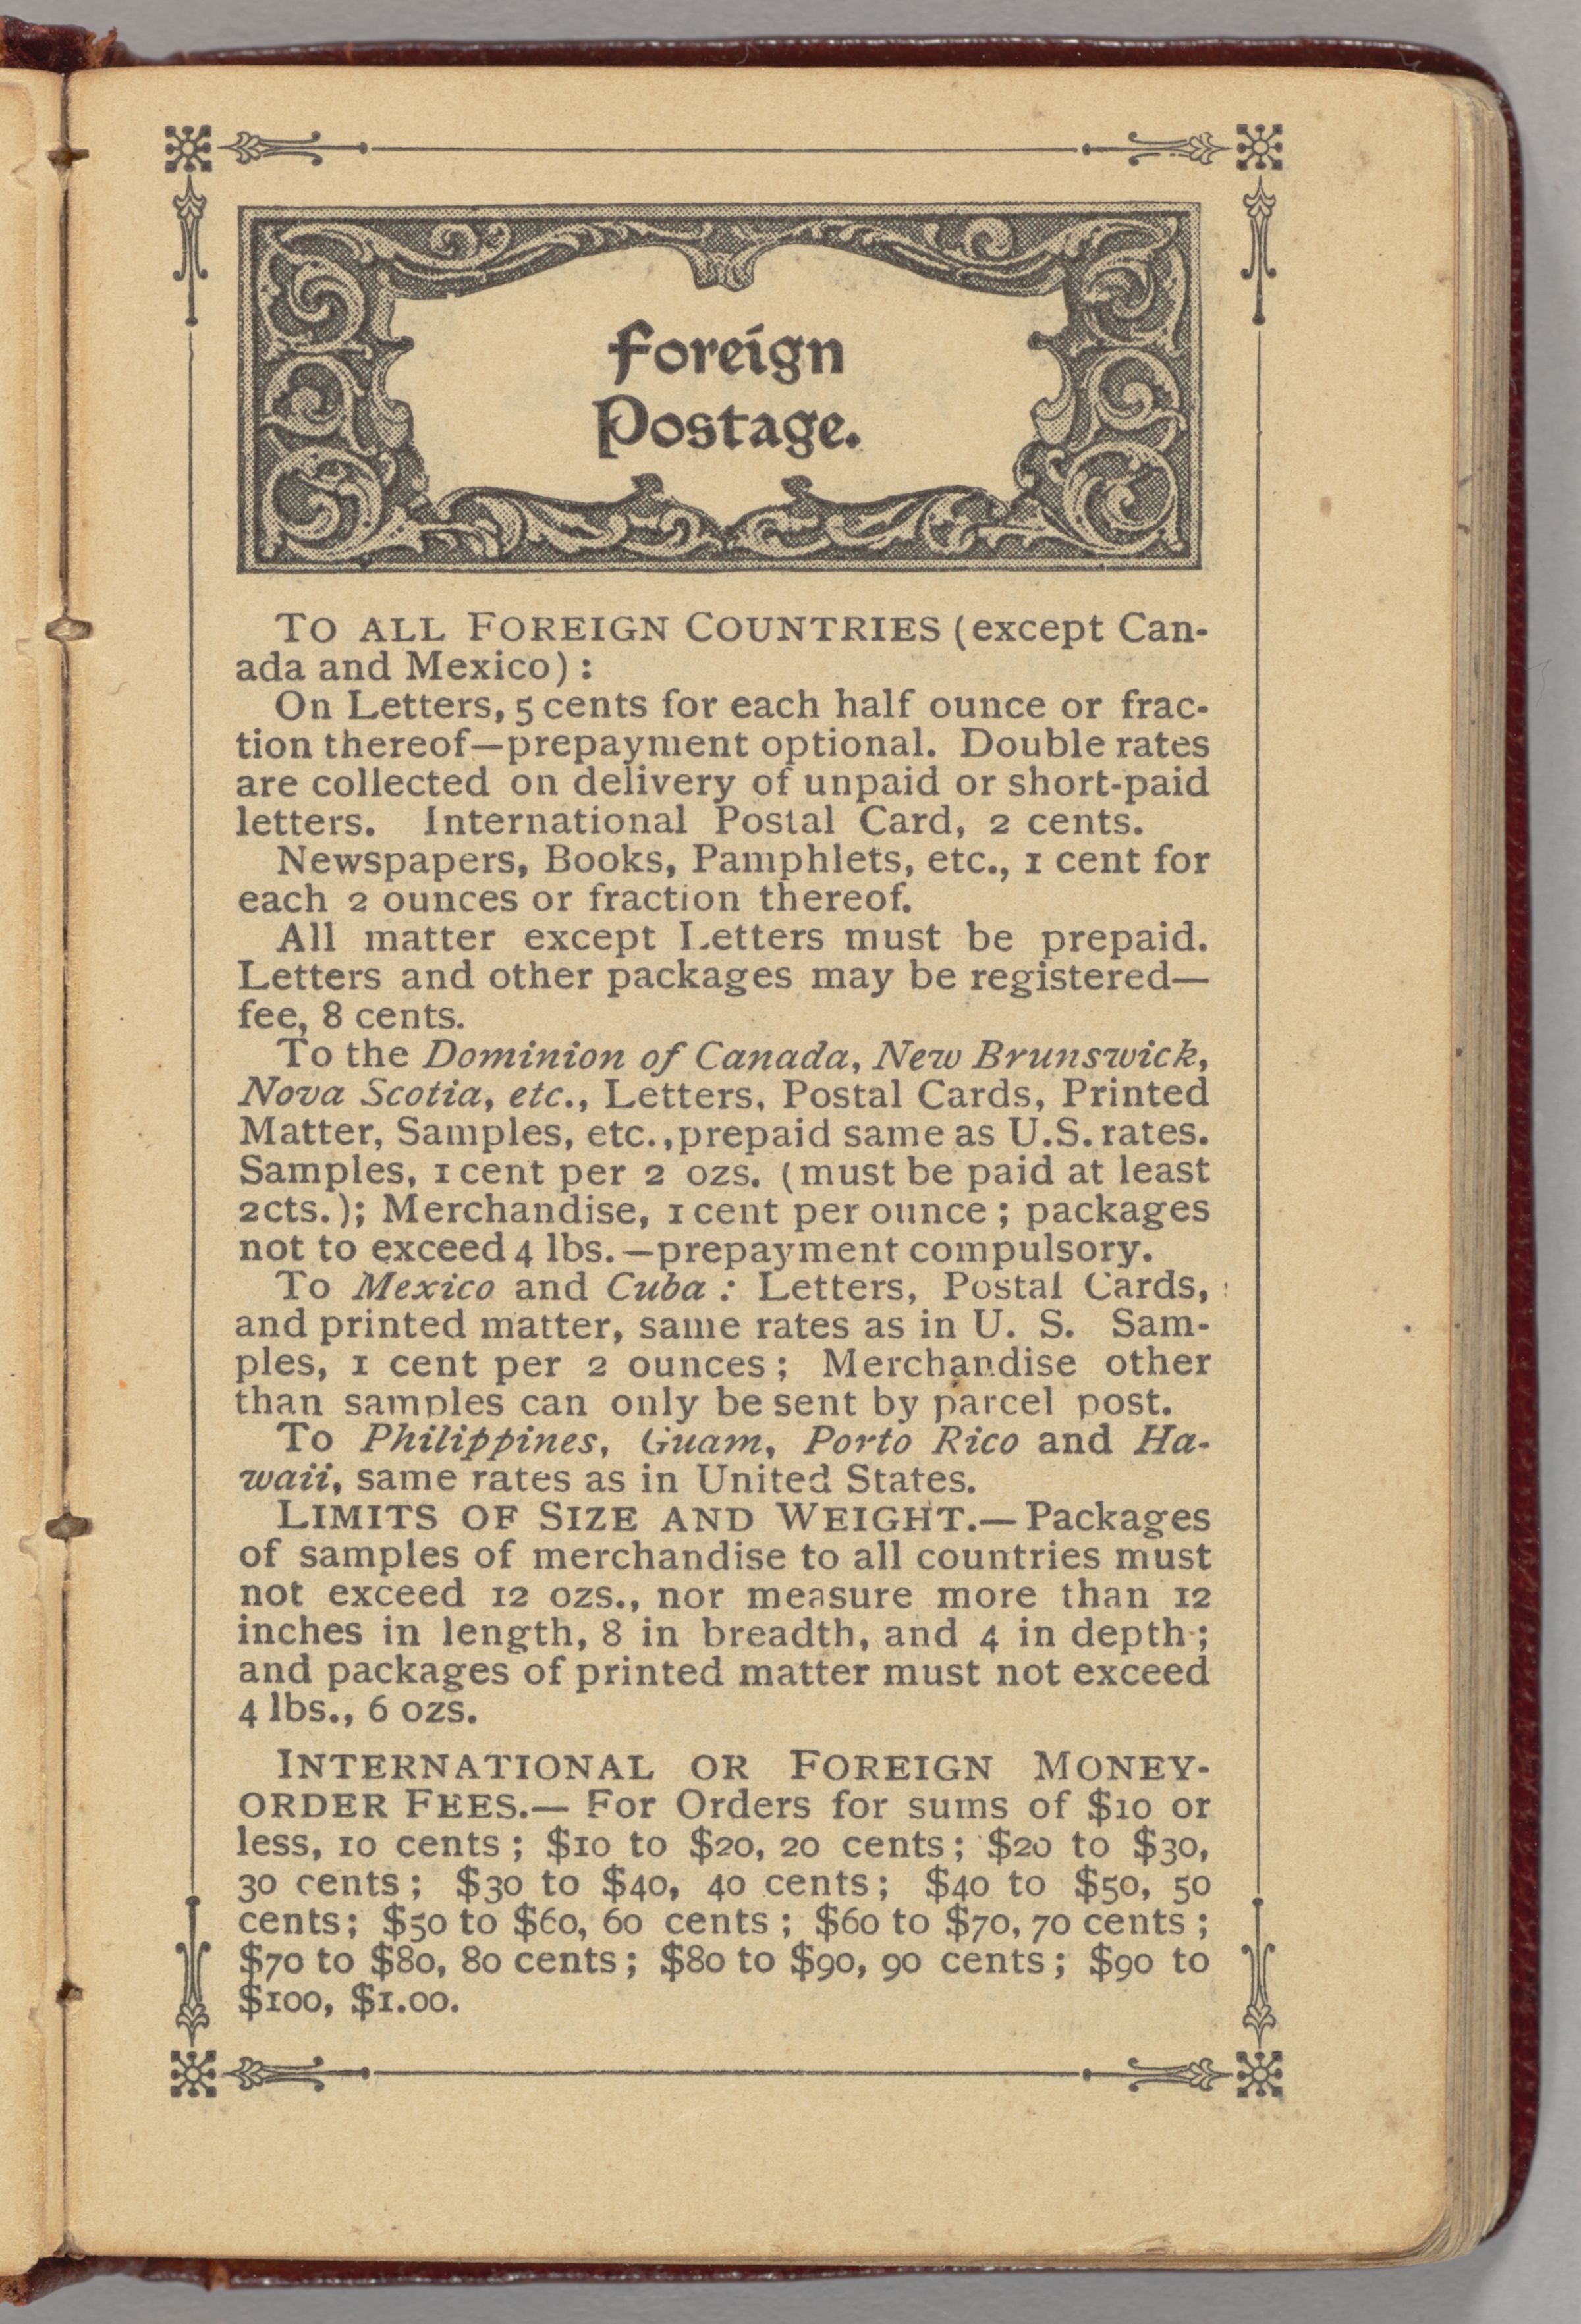 Foreign
Postage.
TO ALL FOREIGN COUNTRIES (except Can-
ada and Mexico) :
On Letters, 5 cents for each half ounce or frac-
tion thereof—prepayment optional. Double rates
are collected on delivery of unpaid or short-paid
letters. International Postal Card, 2 cents.
Newspapers, Books, Pamphlets, etc., 1 cent for
each 2 ounces or fraction thereof.
All matter except Letters must be prepaid.
Letters and other packages may be registered—
fee, 8 cents.
To the Dominion of Canada, New Brunswick,
Nova Scotia, etc., Letters, Postal Cards, Printed
Matter, Samples, etc., prepaid same as U.S. rates.
Samples, 1 cent per 2 ozs. (must be paid at least
2cts.); Merchandise, 1 cent per ounce ; packages
not to exceed 4 lbs.—prepayment compulsory.
To Mexico and Cuba : Letters, Postal Cards,
and printed matter, same rates as in U. S. Sam-
ples, 1 cent per 2 ounces ; Merchandise other
than samples can only be sent by parcel post.
To Philippines, Guam, Porto Rico and Ha-
waii, same rates as in United States.
LIMITS OF SIZE AND WEIGHT.—Packages
of samples of merchandise to all countries must
not exceed 12 ozs., nor measure more than 12
inches in length, 8 in breadth, and 4 in depth ;
and packages of printed matter must not exceed
4 lbs., 6 ozs.
INTERNATIONAL OR FOREIGN MONEY-
ORDER FEES.— For Orders for sums of $10 or
less, 10 cents ; $10 to $20, 20 cents ; $20 to $30,
30 cents ; $30 to $40, 40 cents ; $40 to $50, 50
cents ; $50 to $60, 60 cents ; $60 to $70, 70 cents ;
$70 to $80, 80 cents ; $80 to $90, 90 cents ; $90 to
$100, $1.00.